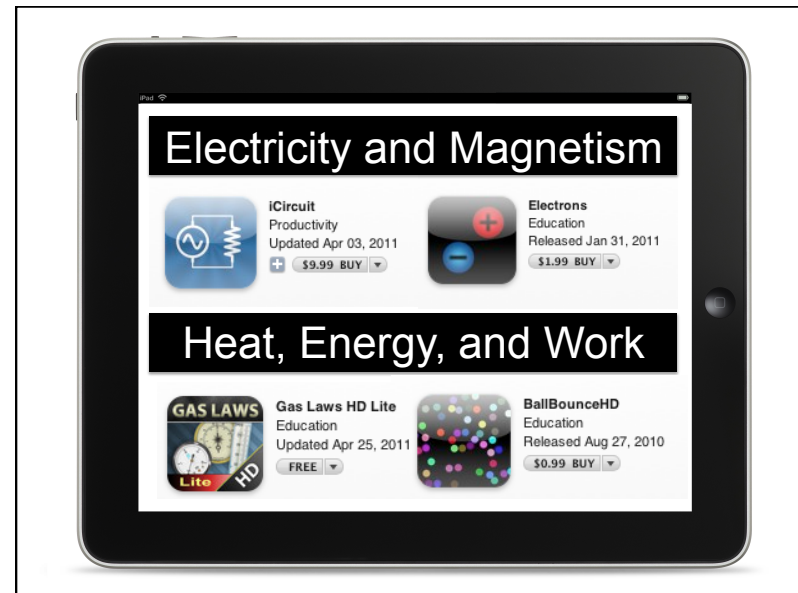 iPad
Electricity and Magnetism
iCircuit
Productivity
Updated Apr 03, 2011
$9.99 BUY
Electrons
Education
Released Jan 31, 2011
$1.99 BUY
Heat, Energy, and Work
GAS LAWS
Lite HD
Gas Laws HD Lite
Education
Updated Apr 25, 2011
FREE
BallBounceHD
Education
Released Aug 27, 2010
$0.99 BUY